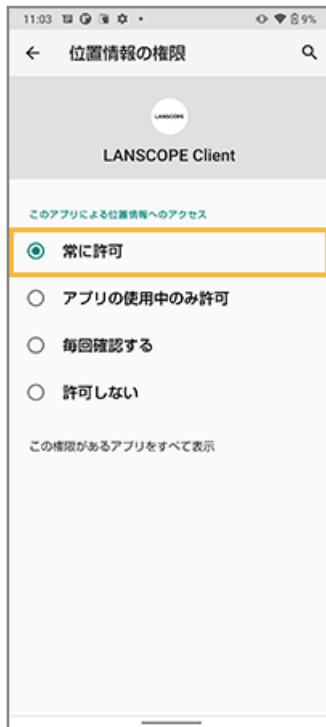 11:03
9%
位置情報の権限
LANSCOPE
LANSCOPE Client
このアプリによる位置情報へのアクセス
常に許可
アプリの使用中のみ許可
毎回確認する
許可しない
この権限があるアプリをすべて表示